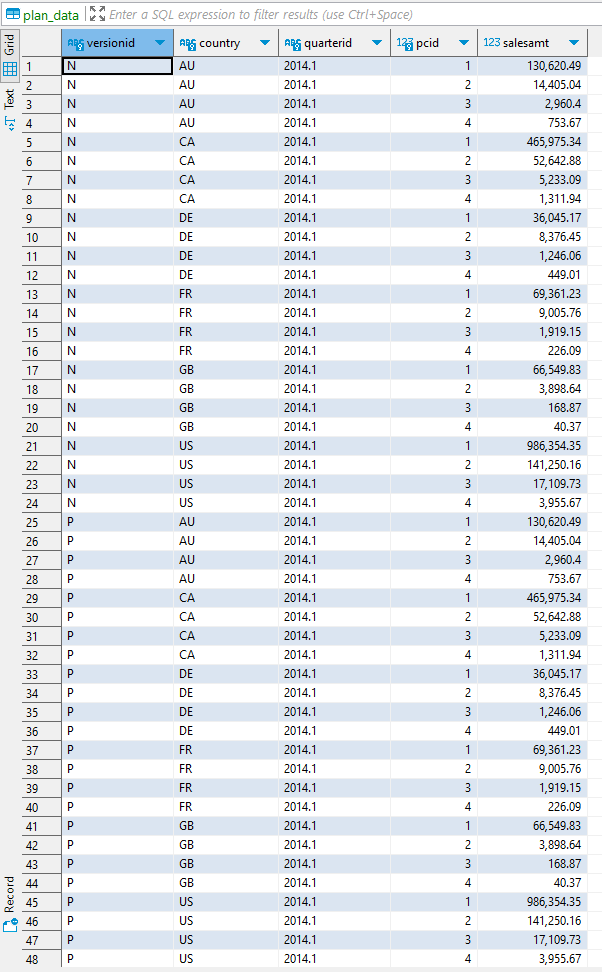 plan_data Enter a SQL expression to filter results (use Ctrl+Space)
Grid
Text
Record
ABC versionid ABC country ABC quarterid 123 pcid 123 salesamt
1 N AU 2014.1 1 130,620.49
2 N AU 2014.1 2 14,405.04
3 N AU 2014.1 3 2,960.4
4 N AU 2014.1 4 753.67
5 N CA 2014.1 1 465,975.34
6 N CA 2014.1 2 52,642.88
7 N CA 2014.1 3 5,233.09
8 N CA 2014.1 4 1,311.94
9 N DE 2014.1 1 36,045.17
10 N DE 2014.1 2 8,376.45
11 N DE 2014.1 3 1,246.06
12 N DE 2014.1 4 449.01
13 N FR 2014.1 1 69,361.23
14 N FR 2014.1 2 9,005.76
15 N FR 2014.1 3 1,919.15
16 N FR 2014.1 4 226.09
17 N GB 2014.1 1 66,549.83
18 N GB 2014.1 2 3,898.64
19 N GB 2014.1 3 168.87
20 N GB 2014.1 4 40.37
21 N US 2014.1 1 986,354.35
22 N US 2014.1 2 141,250.16
23 N US 2014.1 3 17,109.73
24 N US 2014.1 4 3,955.67
25 P AU 2014.1 1 130,620.49
26 P AU 2014.1 2 14,405.04
27 P AU 2014.1 3 2,960.4
28 P AU 2014.1 4 753.67
29 P CA 2014.1 1 465,975.34
30 P CA 2014.1 2 52,642.88
31 P CA 2014.1 3 5,233.09
32 P CA 2014.1 4 1,311.94
33 P DE 2014.1 1 36,045.17
34 P DE 2014.1 2 8,376.45
35 P DE 2014.1 3 1,246.06
36 P DE 2014.1 4 449.01
37 P FR 2014.1 1 69,361.23
38 P FR 2014.1 2 9,005.76
39 P FR 2014.1 3 1,919.15
40 P FR 2014.1 4 226.09
41 P GB 2014.1 1 66,549.83
42 P GB 2014.1 2 3,898.64
43 P GB 2014.1 3 168.87
44 P GB 2014.1 4 40.37
45 P US 2014.1 1 986,354.35
46 P US 2014.1 2 141,250.16
47 P US 2014.1 3 17,109.73
48 P US 2014.1 4 3,955.67